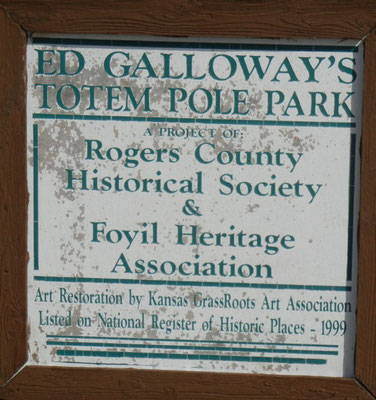 ED GALLOWAY'S
TOTEM POLE PARK
A PROJECT OF:
Rogers County
Historical Society
&
Foyil Heritage
Association
Art Restoration by Kansas GrassRoots Art Association
Listed on National Register of Historic Places - 1999